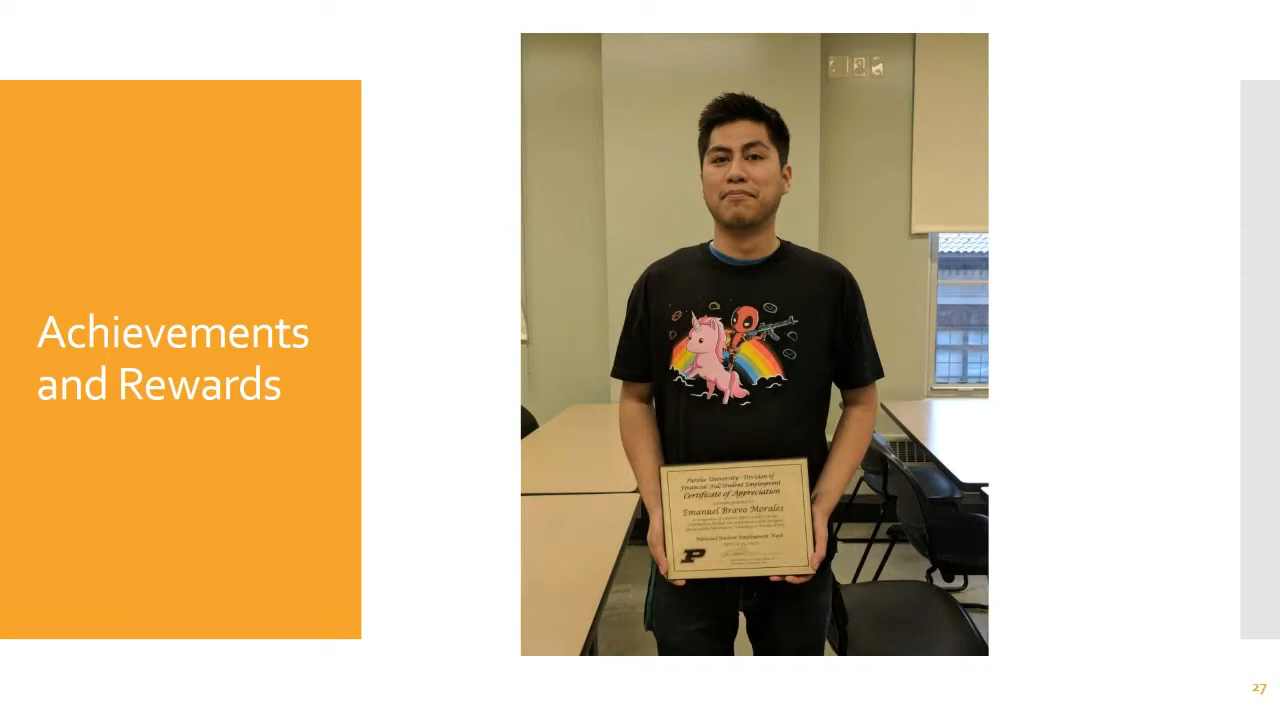 Achievements
and Rewards
Purdue University - Division of
Financial Aid/Student Employment
Certificate of Appreciation
Emanuel Bravo Morales
National Student Employment Week
P
27